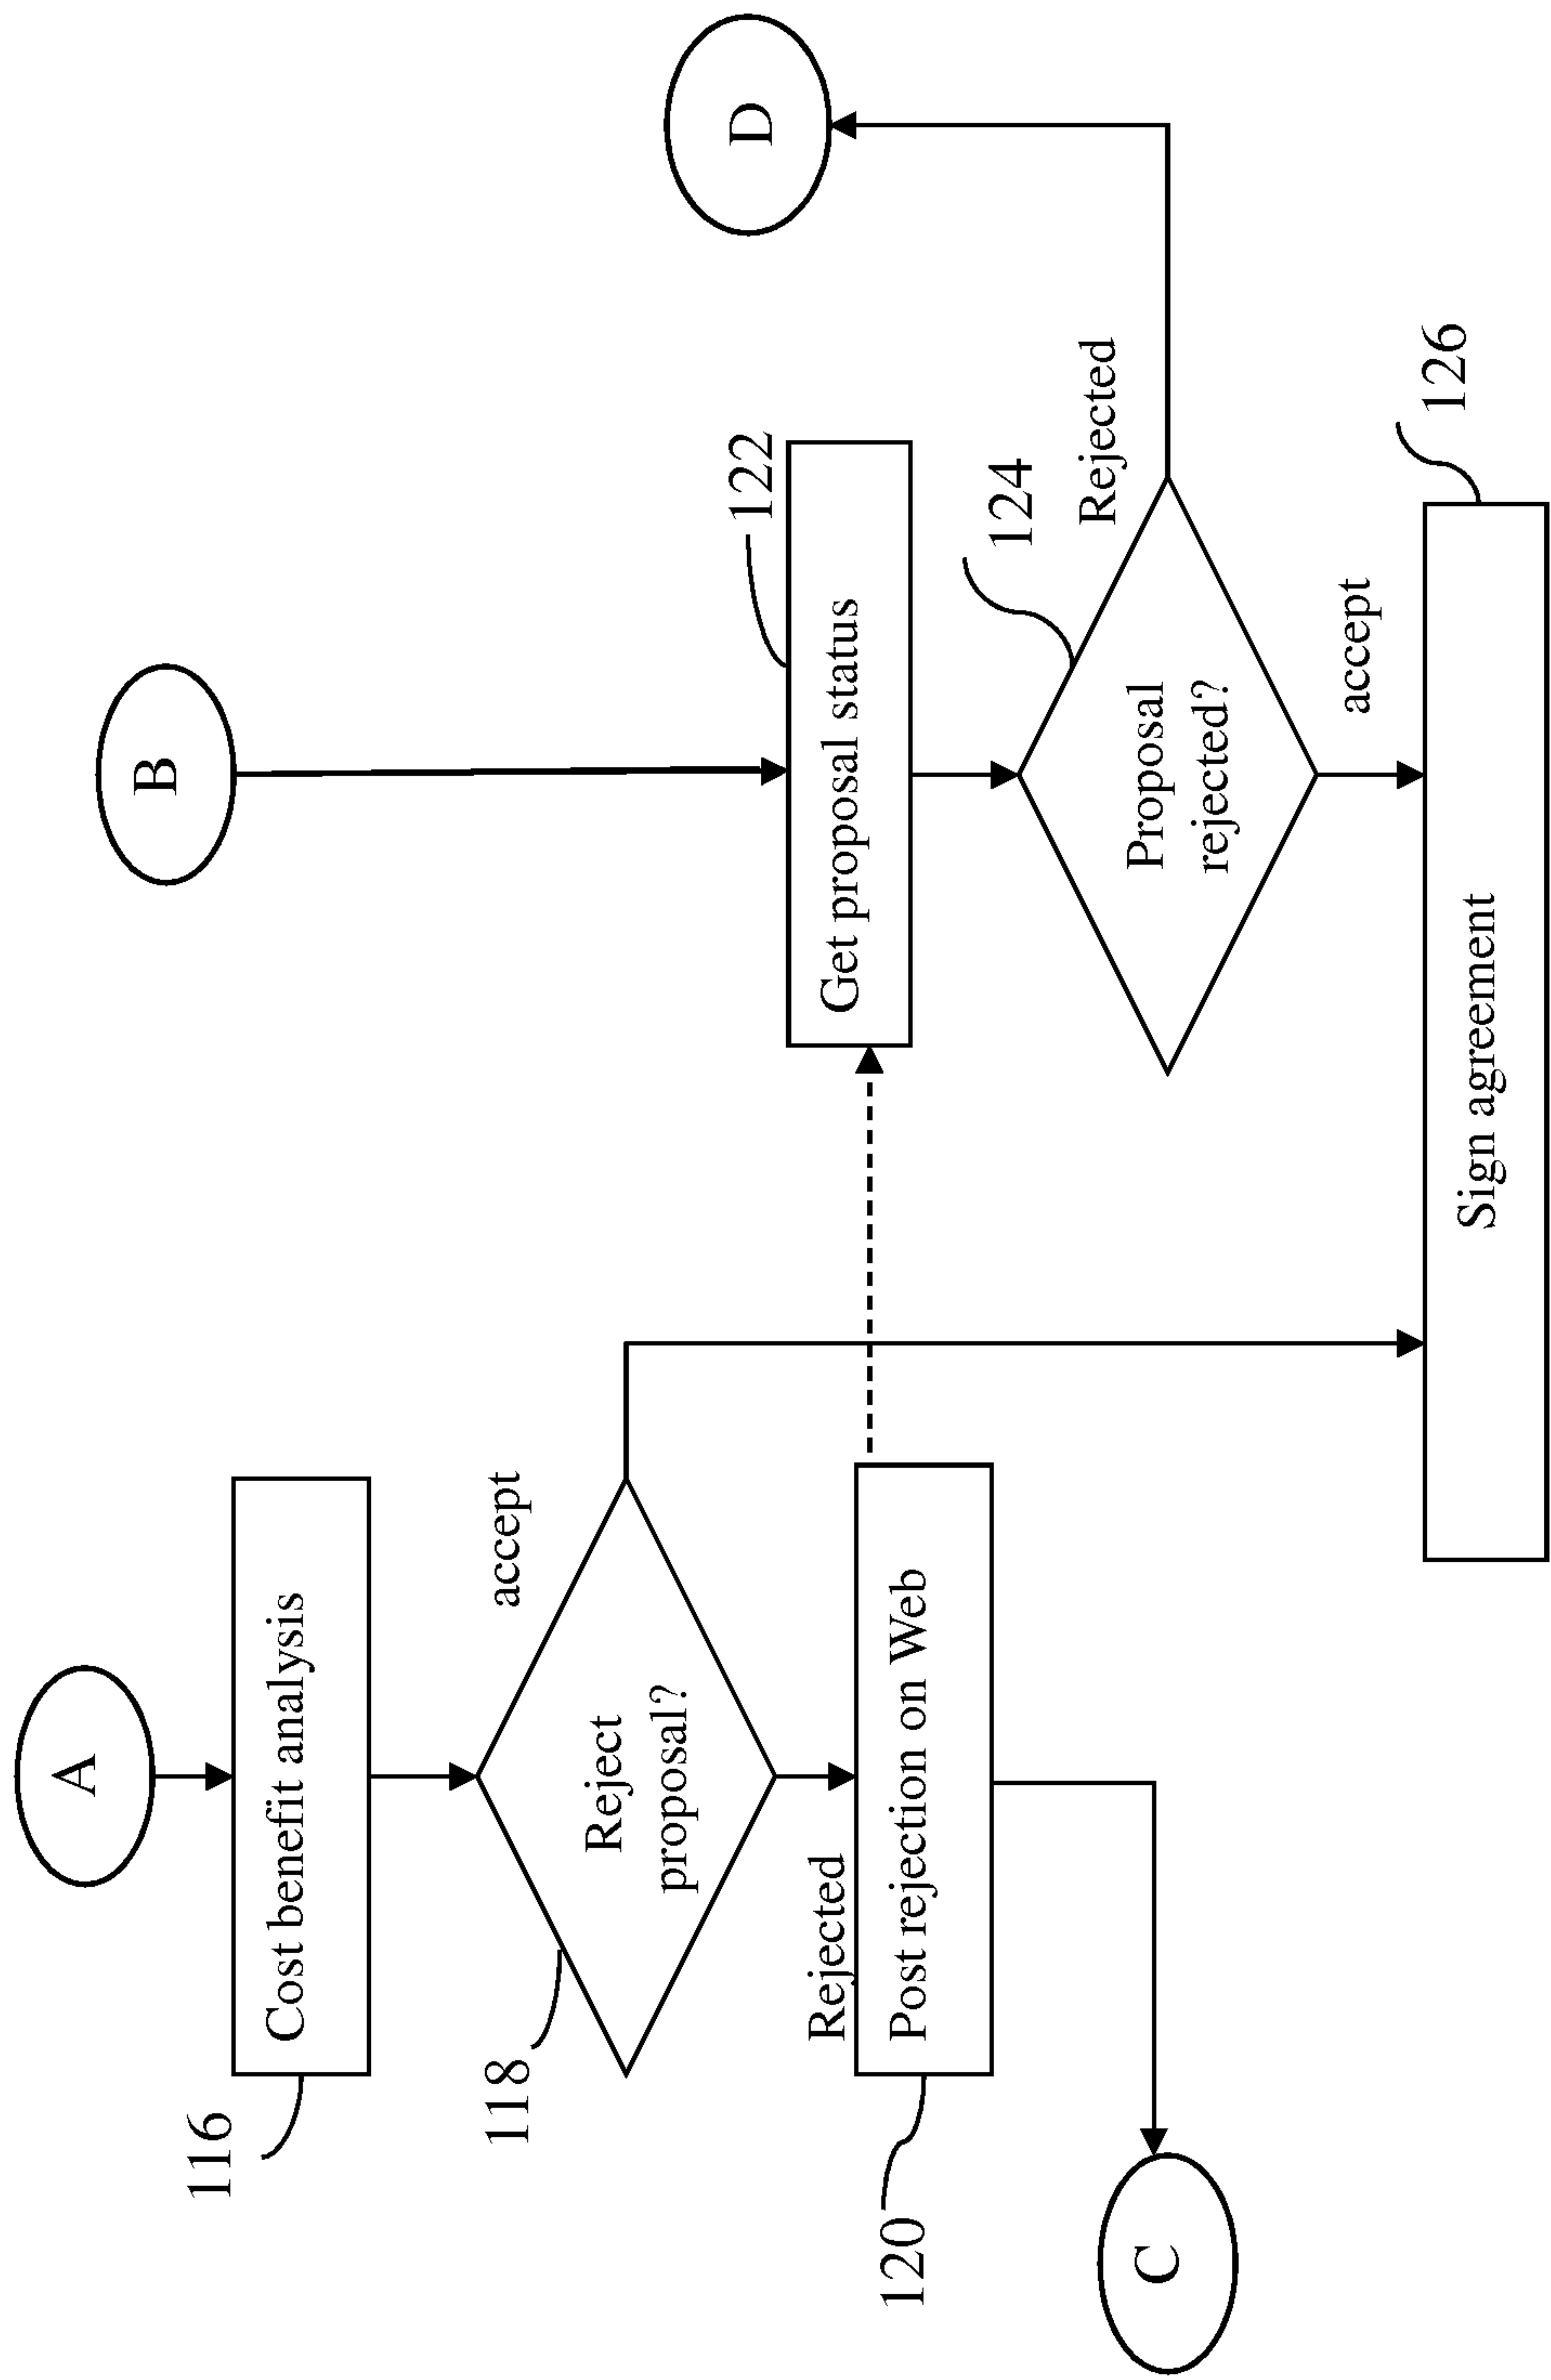 A
116
Cost benefit analysis
118
Reject
proposal?
accept
Rejected
120
Post rejection on Web
C
B
122
Get proposal status
124
Proposal
rejected?
Rejected
D
accept
126
Sign agreement